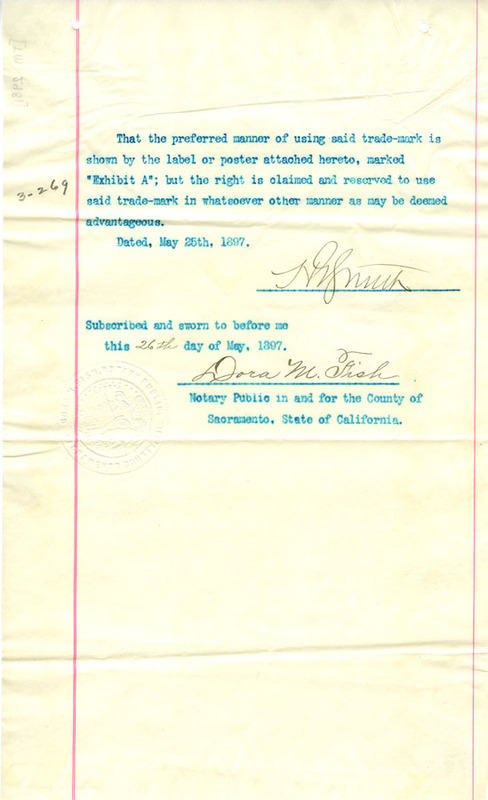 That the preferred manner of using said trade-mark is
shown by the label or poster attached hereto, marked
"Exhibit A"; but the right is claimed and reserved to use
3-269
said trade-mark in whatsoever other manner as may be deemed
advantageous.
Dated, May 25th, 1897.
Smith
Subscribed and sworn to before me
this 26th day of May, 1897.
Dora M. Fish
Notary Public in and for the County of
Sacramento, State of California.